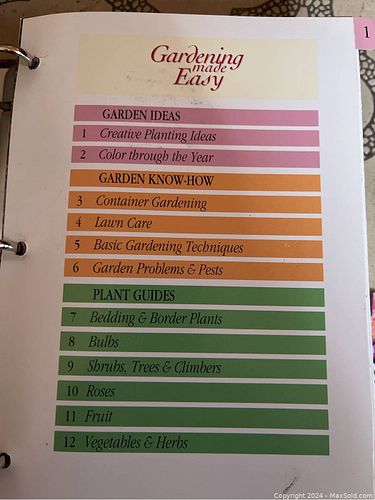 1
Gardening
made
Easy
GARDEN IDEAS
1 Creative Planting Ideas
2 Color through the Year
GARDEN KNOW-HOW
3 Container Gardening
4 Lawn Care
5 Basic Gardening Techniques
6 Garden Problems & Pests
PLANT GUIDES
7 Bedding & Border Plants
8 Bulbs
9 Shrubs, Trees & Climbers
10 Roses
11 Fruit
12 Vegetables & Herbs
Copyright 2024 - MaxSold.com